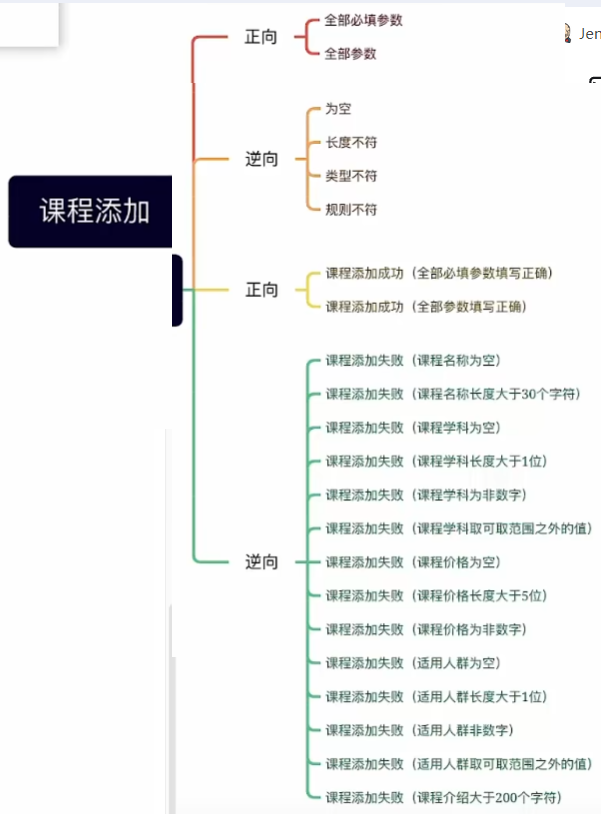 Jen
课程添加
正向
全部必填参数
全部参数
逆向
为空
长度不符
类型不符
规则不符
正向
课程添加成功（全部必填参数填写正确）
课程添加成功（全部参数填写正确）
逆向
课程添加失败（课程名称为空）
课程添加失败（课程名称长度大于30个字符）
课程添加失败（课程学科为空）
课程添加失败（课程学科长度大于1位）
课程添加失败（课程学科为非数字）
课程添加失败（课程学科取可取范围之外的值）
课程添加失败（课程价格为空）
课程添加失败（课程价格长度大于5位）
课程添加失败（课程价格为非数字）
课程添加失败（适用人群为空）
课程添加失败（适用人群长度大于1位）
课程添加失败（适用人群非数字）
课程添加失败（适用人群取可取范围之外的值）
课程添加失败（课程介绍大于200个字符）